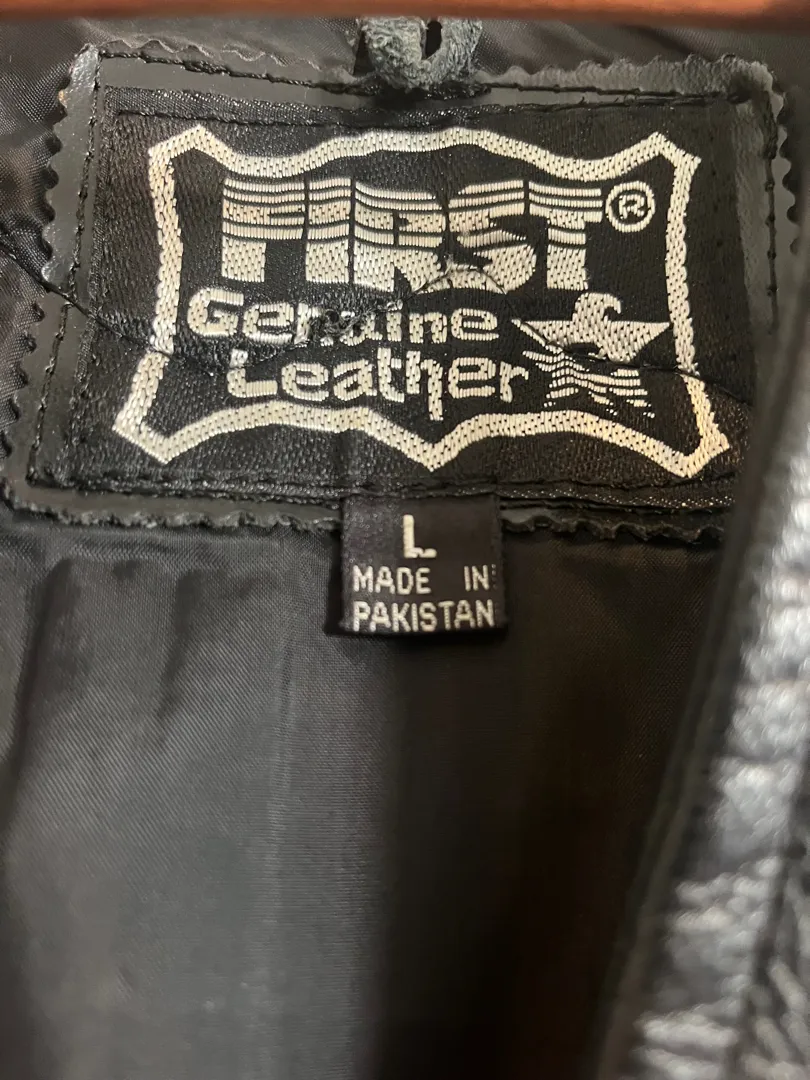 FIRST®
Genuine
Leather
L
MADE IN
PAKISTAN